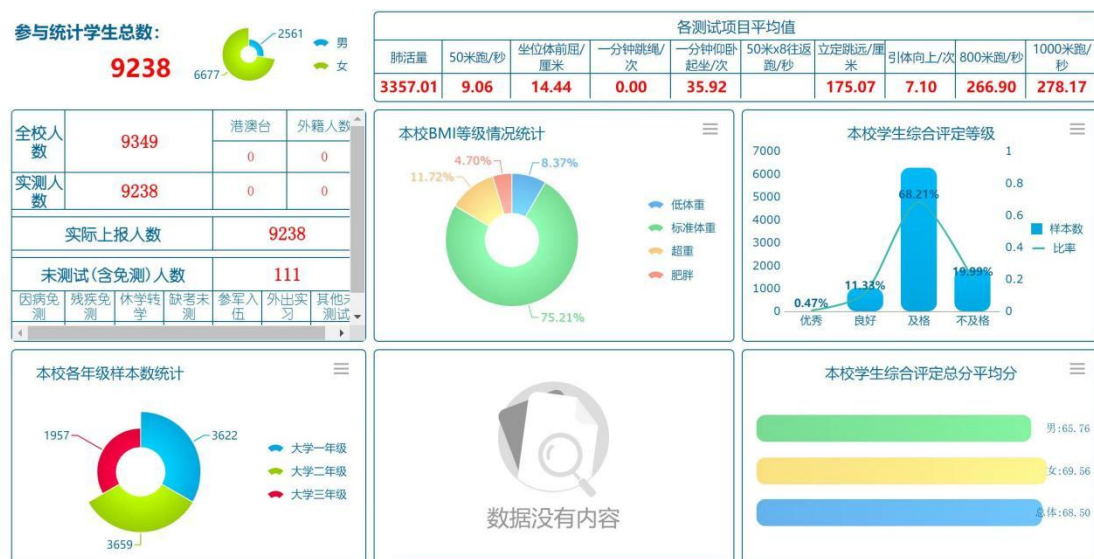 参与统计学生总数:
9238
2561
6677
男
女
各测试项目平均值
肺活量
50米跑/秒
坐位体前屈/
厘米
一分钟跳绳/
次
一分钟仰卧
起坐/次
50米x8往返
跑/秒
立定跳远/厘
米
引体向上/次
800米跑/秒
1000米跑/
秒
3357.01 9.06 14.44 0.00 35.92 175.07 7.10 266.90 278.17
全校人
数
9349
港澳台
外籍人数
0 0
实测人
数
9238
0 0
实际上报人数 9238
未测试(含免测)人数 111
因病免
测
残疾免
测
休学转
学
缺考未
测
参军入
伍
外出实
习
其他未
测试
本校BMI等级情况统计
4.70%
8.37%
11.72%
75.21%
低体重
标准体重
超重
肥胖
本校学生综合评定等级
7000
6000
5000
4000
3000
2000
1000
0
1
0.8
0.6
0.4
0.2
0
0.47%
11.33%
68.21%
19.99%
优秀 良好 及格 不及格
样本数
比率
本校各年级样本数统计
1957
3622
3659
大学一年级
大学二年级
大学三年级
数据没有内容
本校学生综合评定总分平均分
男:65.76
女:69.56
总体:68.50